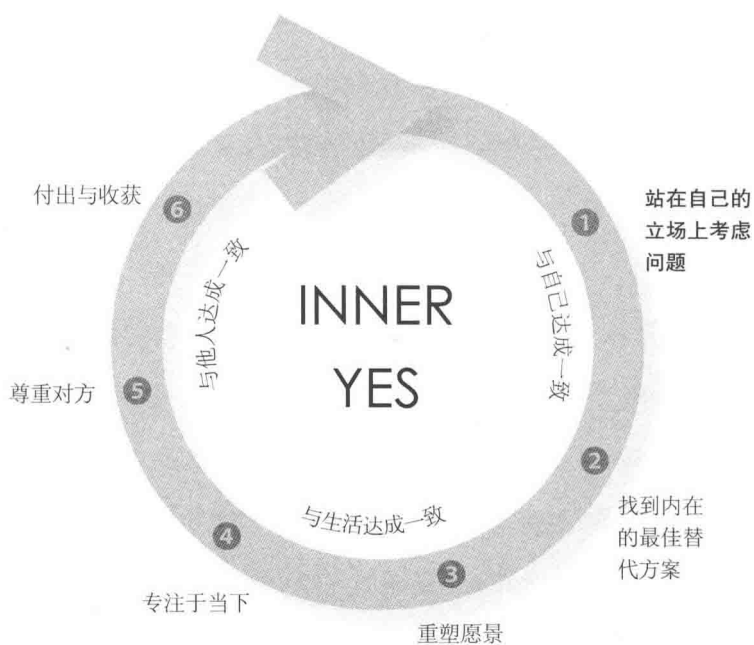 INNER
YES
与自己达成一致
与生活达成一致
与他人达成一致
1
站在自己的
立场上考虑
问题
2
找到内在
的最佳替
代方案
3
重塑愿景
4
专注于当下
5
尊重对方
6
付出与收获